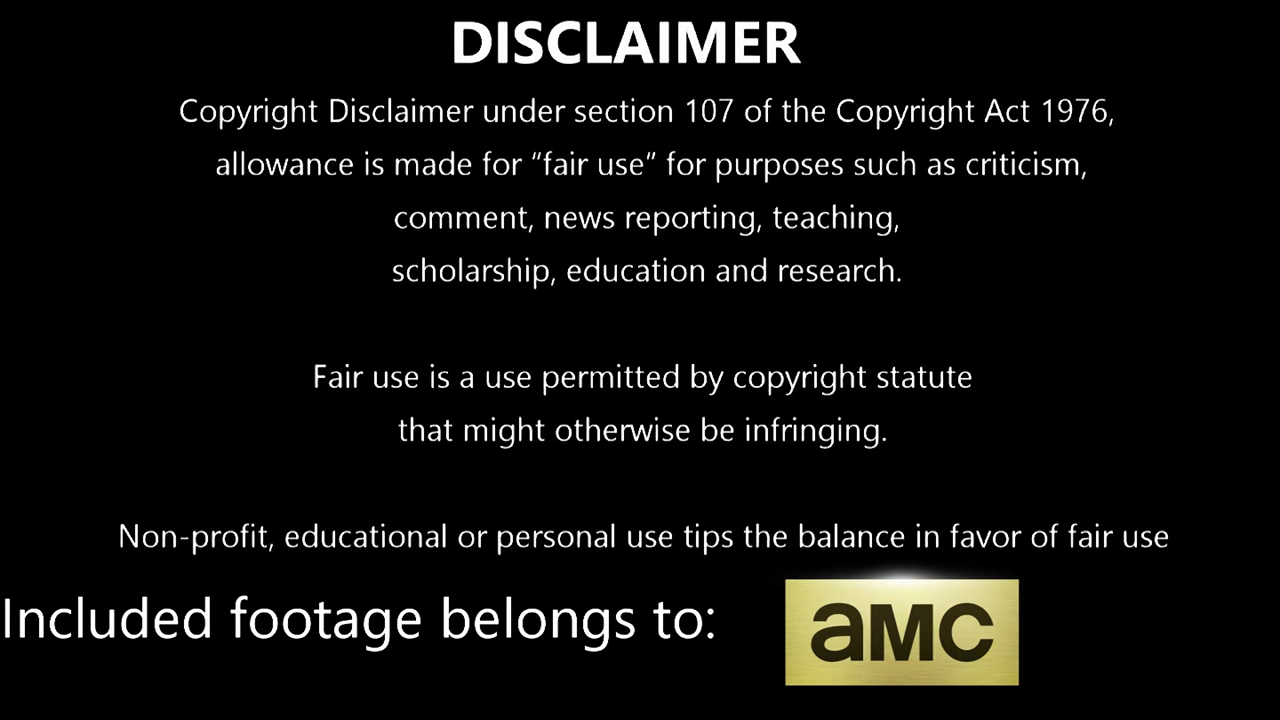 DISCLAIMER
Copyright Disclaimer under section 107 of the Copyright Act 1976,
allowance is made for “fair use” for purposes such as criticism,
comment, news reporting, teaching,
scholarship, education and research.
Fair use is a use permitted by copyright statute
that might otherwise be infringing.
Non-profit, educational or personal use tips the balance in favor of fair use
Included footage belongs to:
aMC